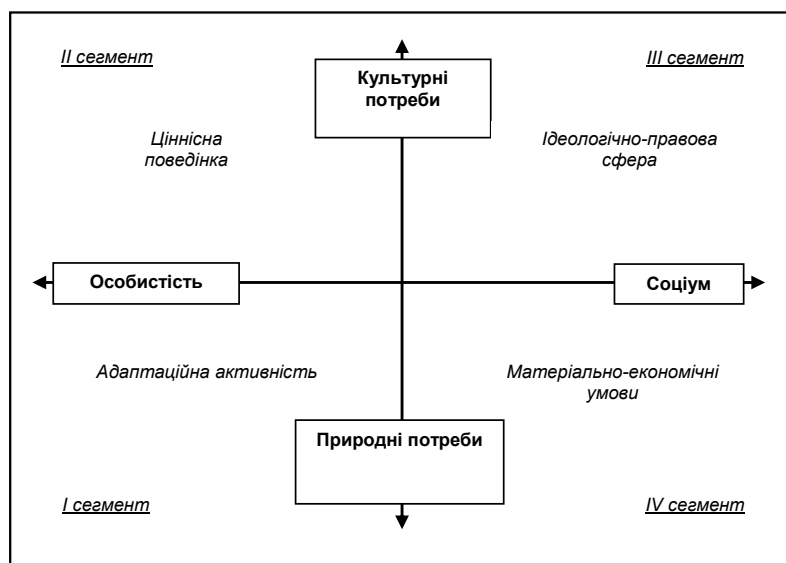 II сегмент
III сегмент
Культурні
потреби
Ціннісна
поведінка
Ідеологічно-правова
сфера
Особистість
Соціум
Адаптаційна активність
Матеріально-економічні
умови
Природні потреби
I сегмент
IV сегмент